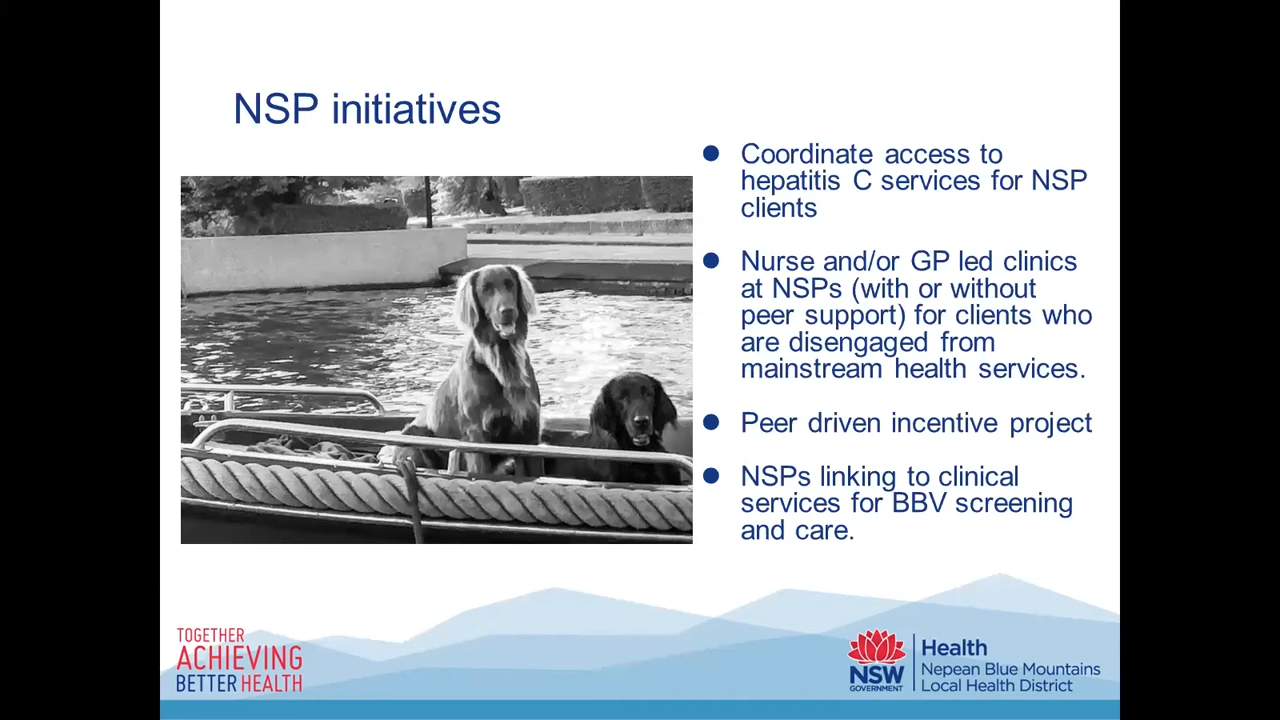 NSP initiatives
Coordinate access to
hepatitis C services for NSP
clients
Nurse and/or GP led clinics
at NSPs (with or without
peer support) for clients who
are disengaged from
mainstream health services.
Peer driven incentive project
NSPs linking to clinical
services for BBV screening
and care.
TOGETHER
ACHIEVING
BETTER HEALTH
NSW
GOVERNMENT
Health
Nepean Blue Mountains
Local Health District